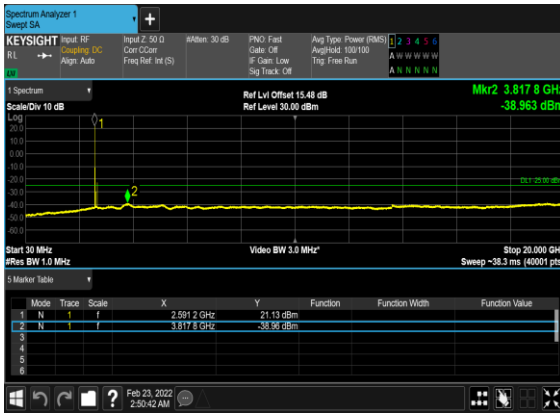 Spectrum Analyzer 1
Swept SA
+
KEYSIGHT Input: RF Input Z: 50 Ω #Atten: 30 dB PNO: Fast Avg Type: Power (RMS) 1 2 3 4 5 6
RL Coupling: DC Corr CCorr Gate: Off Avg|Hold: 100/100 A W W W W W
Align: Auto Freq Ref: Int (S) IF Gain: Low Trig: Free Run
Sig Track: Off A N N N N N
1 Spectrum Ref Lvl Offset 15.48 dB Mkr2 3.817 8 GHz
Scale/Div 10 dB Ref Level 30.00 dBm -38.963 dBm
Log
20.0
10.0
0.00
-10.0
-20.0
-30.0
-40.0
-50.0
-60.0
1
2
DL1 -25.00 dBm
Start 30 MHz Video BW 3.0 MHz* Stop 20.000 GHz
#Res BW 1.0 MHz Sweep ~38.3 ms (40001 pts)
5 Marker Table
Mode Trace Scale X Y Function Function Width Function Value
1 N 1 f 2.591 2 GHz 21.13 dBm
2 N 1 f 3.817 8 GHz -38.96 dBm
3
4
5
6
? Feb 23, 2022
2:50:42 AM